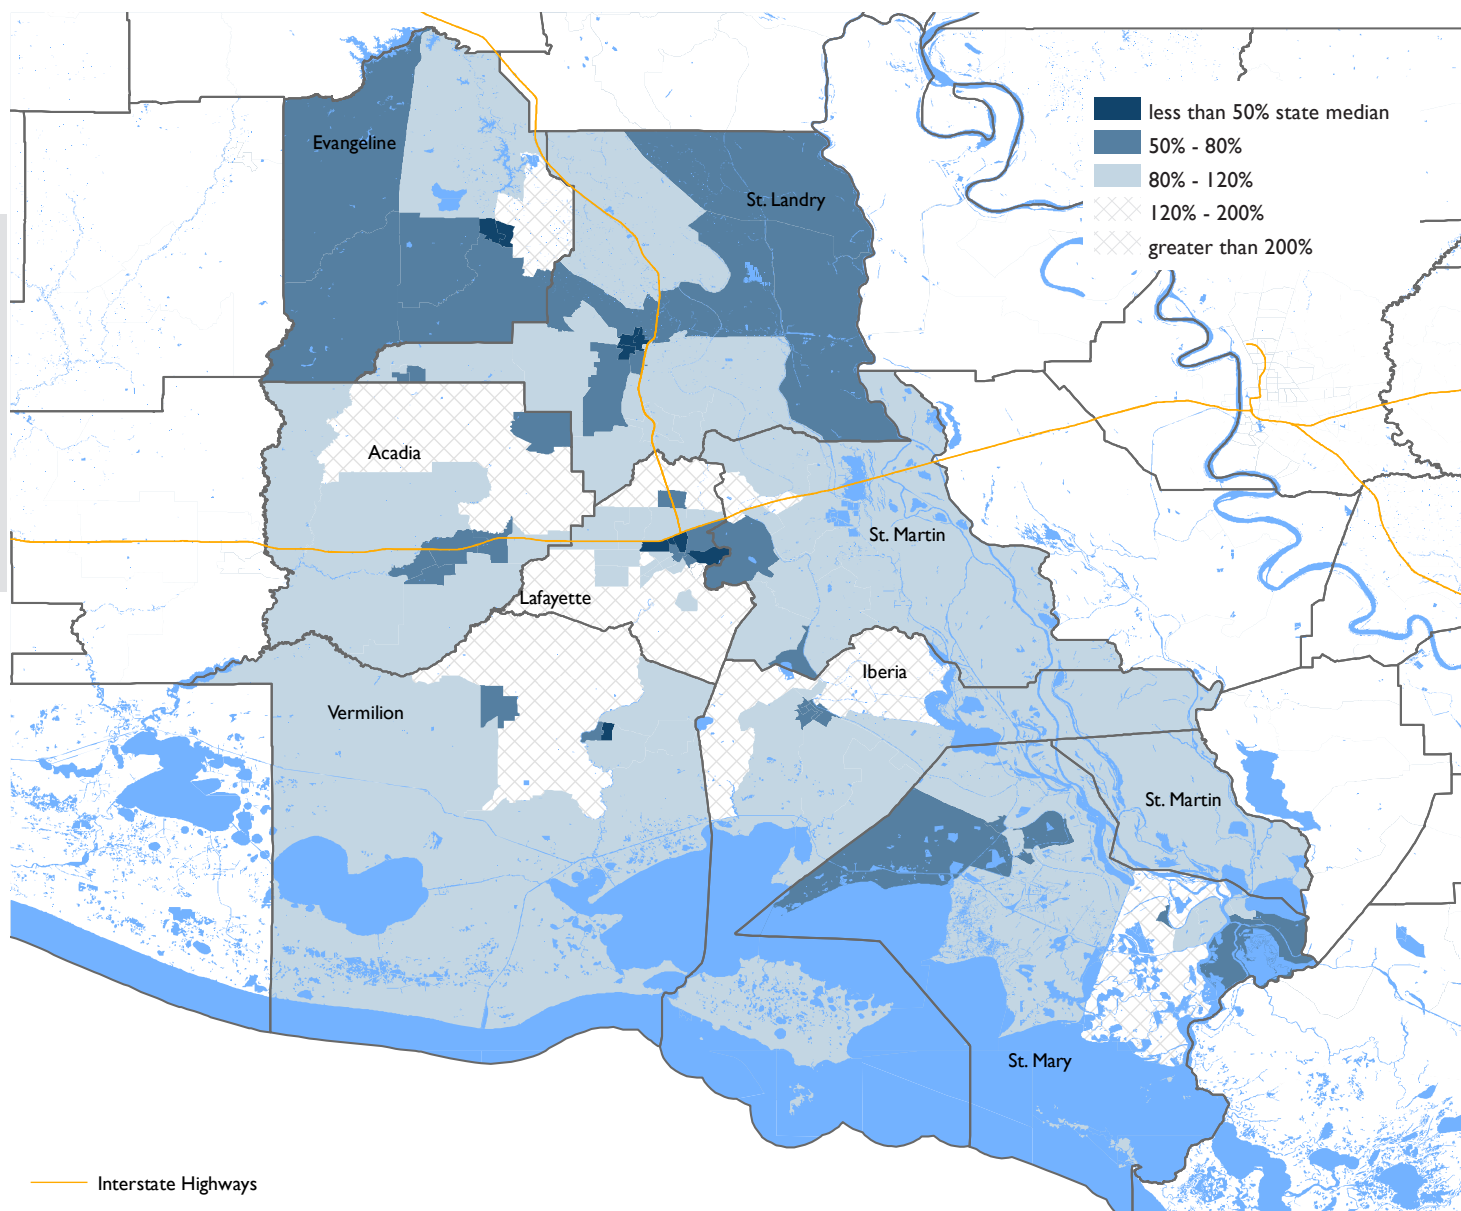 less than 50% state median
Evangeline
50% - 80%
80% - 120%
St. Landry
120% - 200%
greater than 200%
Acadia
St. Martin
Lafayette
Iberia
Vermilion
St. Martin
St. Mary
Interstate Highways